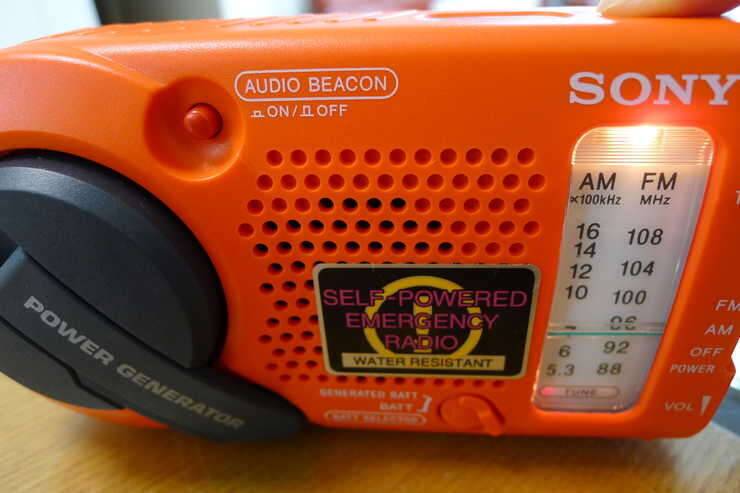 AUDIO BEACON
ON / OFF
SONY
AM FM
×100kHz MHz
16
108
14
12 104
10 100
6 92
5.3 88
TUNE
SELF-POWERED
EMERGENCY
RADIO
WATER RESISTANT
POWER GENERATOR
GENERATED BATT
BATT
BATT SELECTOR
FM
AM
OFF
POWER
VOL